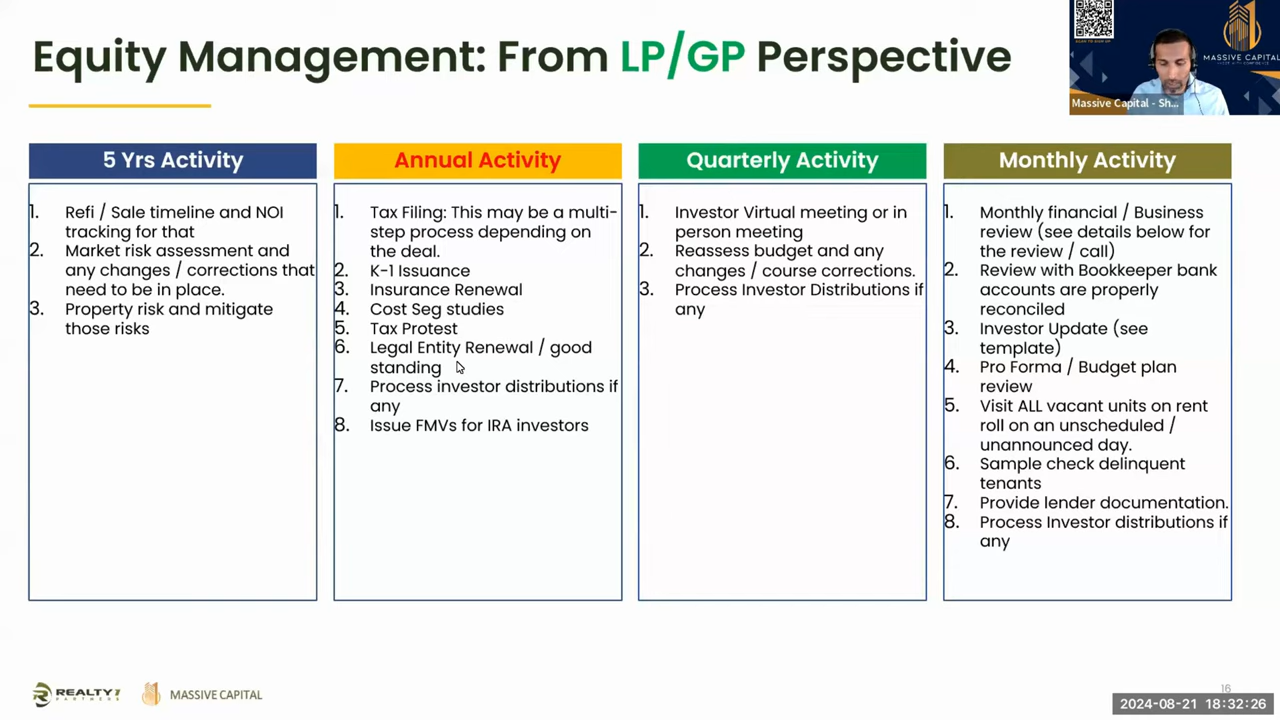 Equity Management: From LP/GP Perspective
MASSIVE CAPITAL
Massive Capital - Sh...
5 Yrs Activity
1. Refi / Sale timeline and NOI
tracking for that
2. Market risk assessment and
any changes / corrections that
need to be in place.
3. Property risk and mitigate
those risks
Annual Activity
1. Tax Filing: This may be a multi-
step process depending on
the deal.
2. K-1 Issuance
3. Insurance Renewal
4. Cost Seg studies
5. Tax Protest
6. Legal Entity Renewal / good
standing
7. Process investor distributions if
any
8. Issue FMVs for IRA investors
Quarterly Activity
1. Investor Virtual meeting or in
person meeting
2. Reassess budget and any
changes / course corrections.
3. Process Investor Distributions if
any
Monthly Activity
1. Monthly financial / Business
review (see details below for
the review / call)
2. Review with Bookkeeper bank
accounts are properly
reconciled
3. Investor Update (see
template)
4. Pro Forma / Budget plan
review
5. Visit ALL vacant units on rent
roll on an unscheduled /
unannounced day.
6. Sample check delinquent
tenants
7. Provide lender documentation.
8. Process Investor distributions if
any
REALTY
PARTNERS
MASSIVE CAPITAL
16
2024-08-21 18:32:26